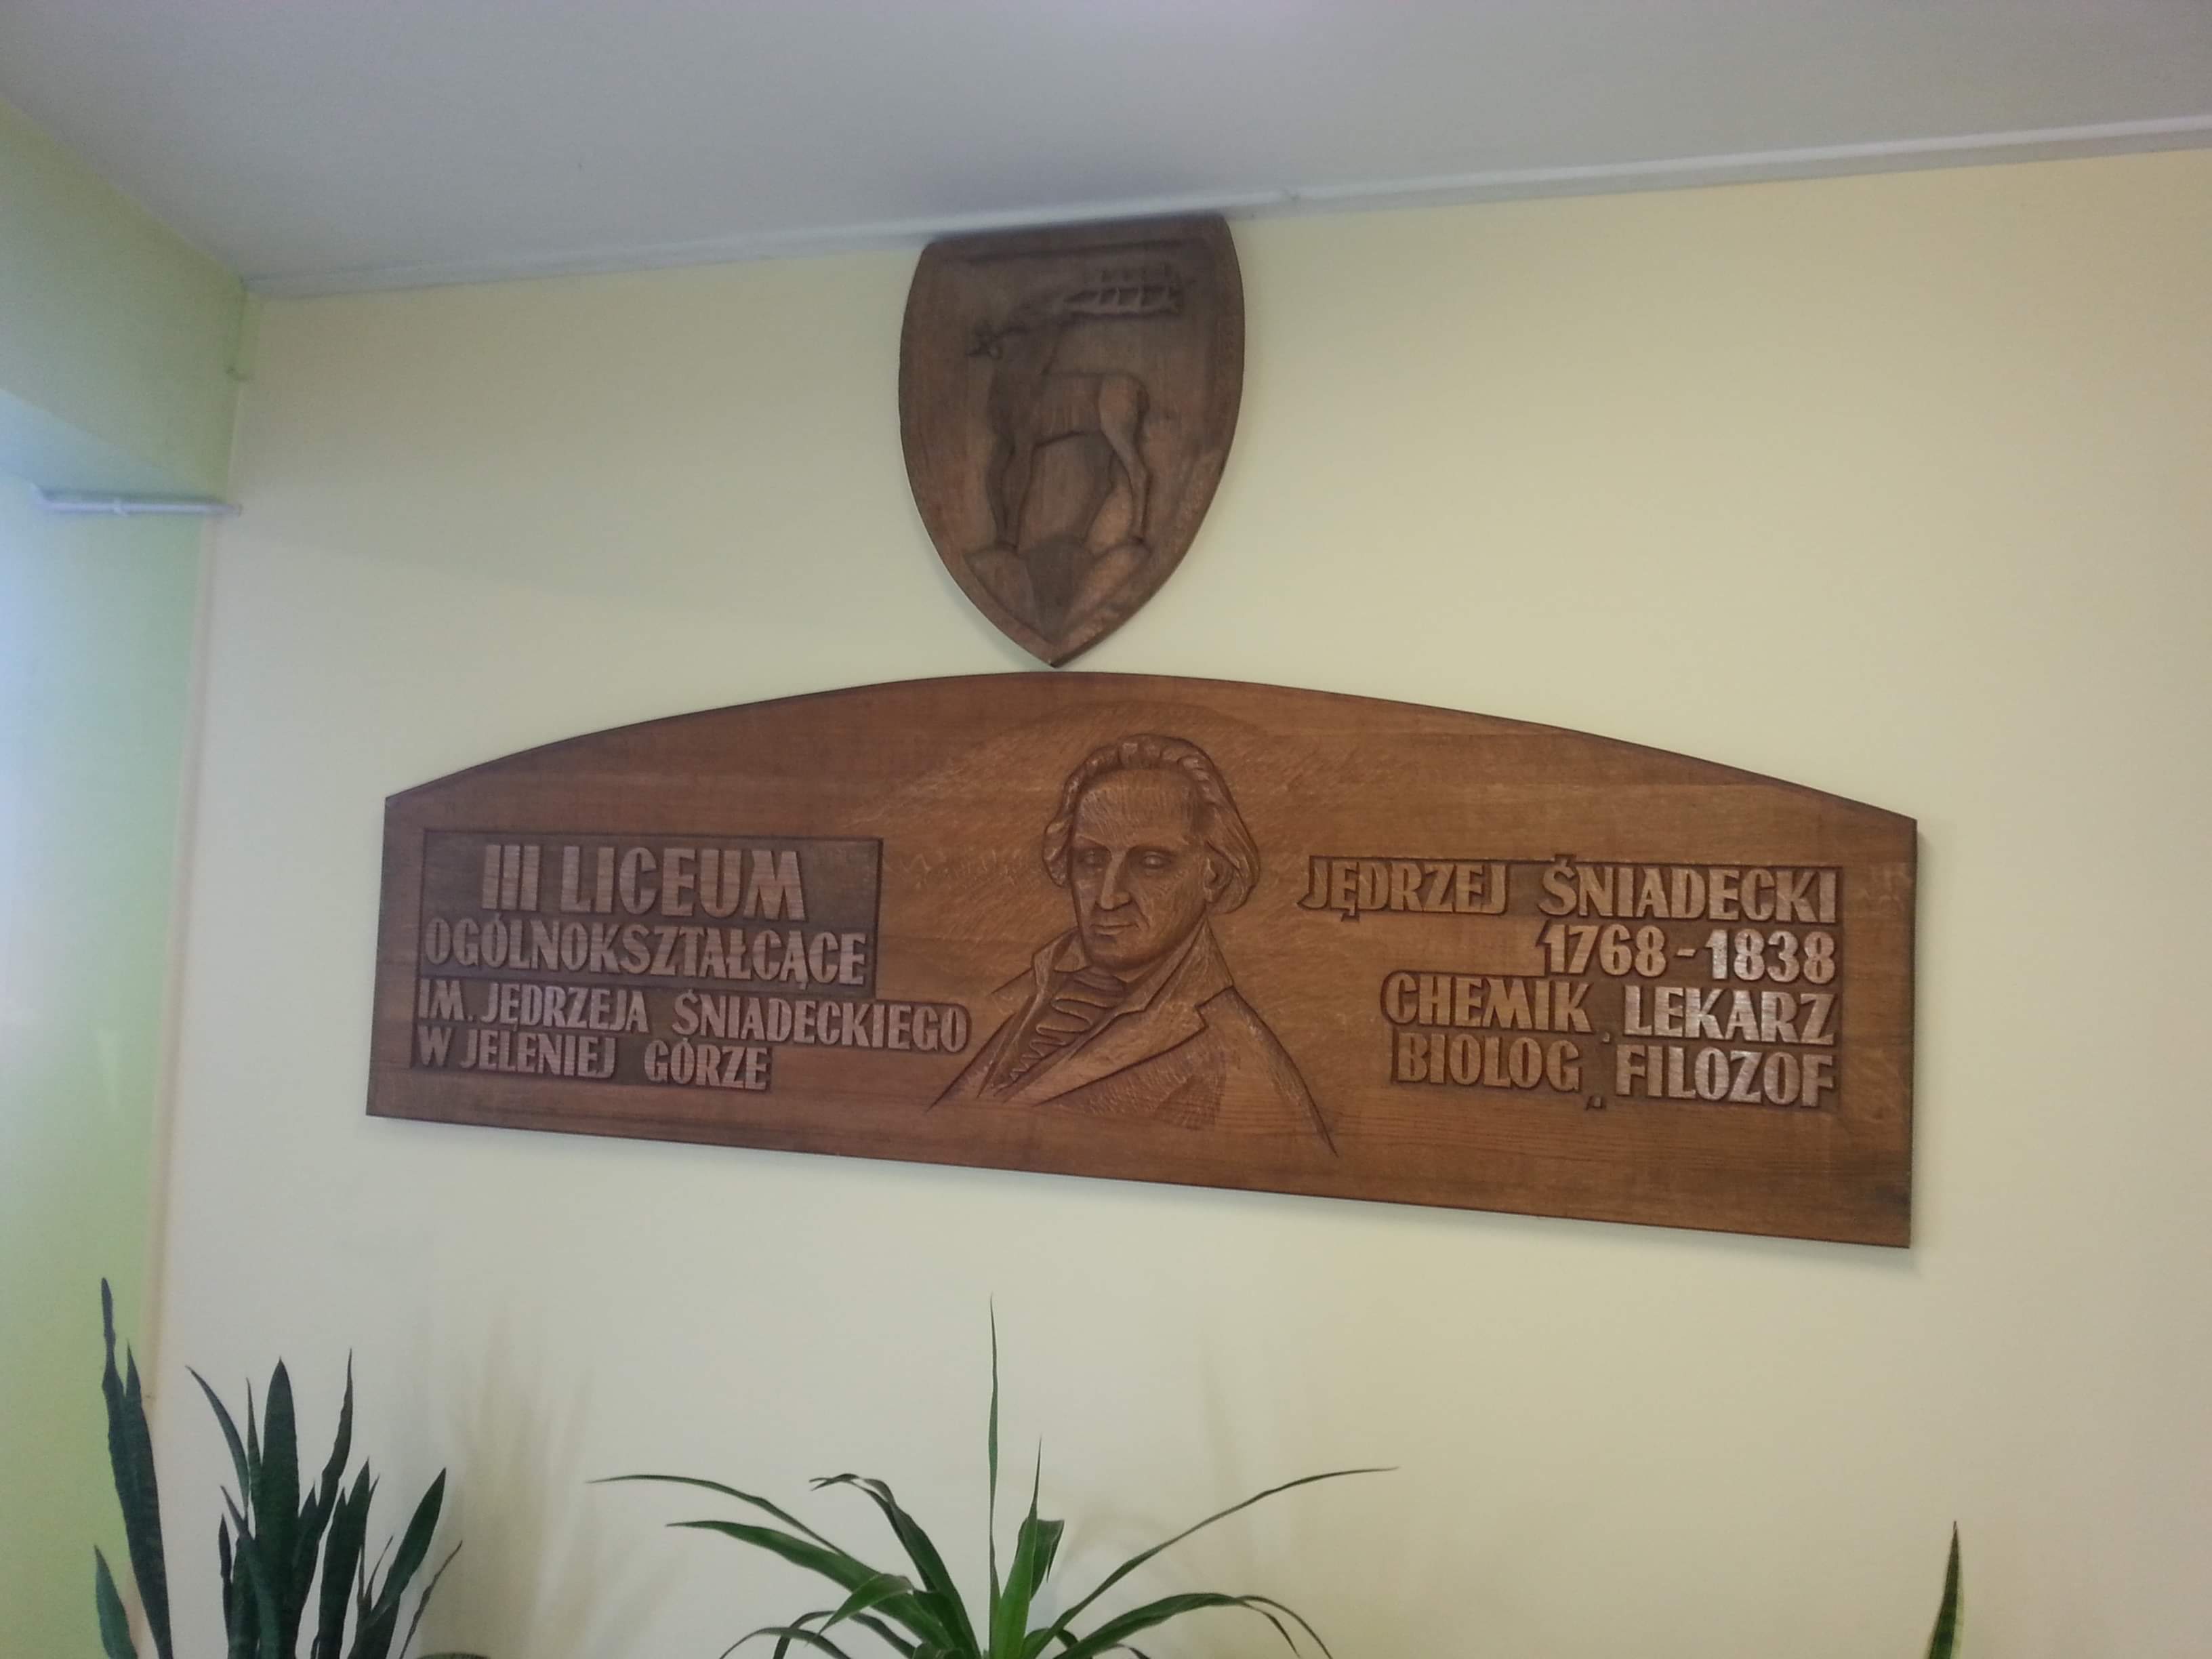 III LICEUM
OGÓLNOKSZTAŁCĄCE
IM. JĘDRZEJA ŚNIADECKIEGO
W JELENIEJ GÓRZE
JĘDRZEJ ŚNIADECKI
1768-1838
CHEMIK, LEKARZ
BIOLOG, FILOZOF